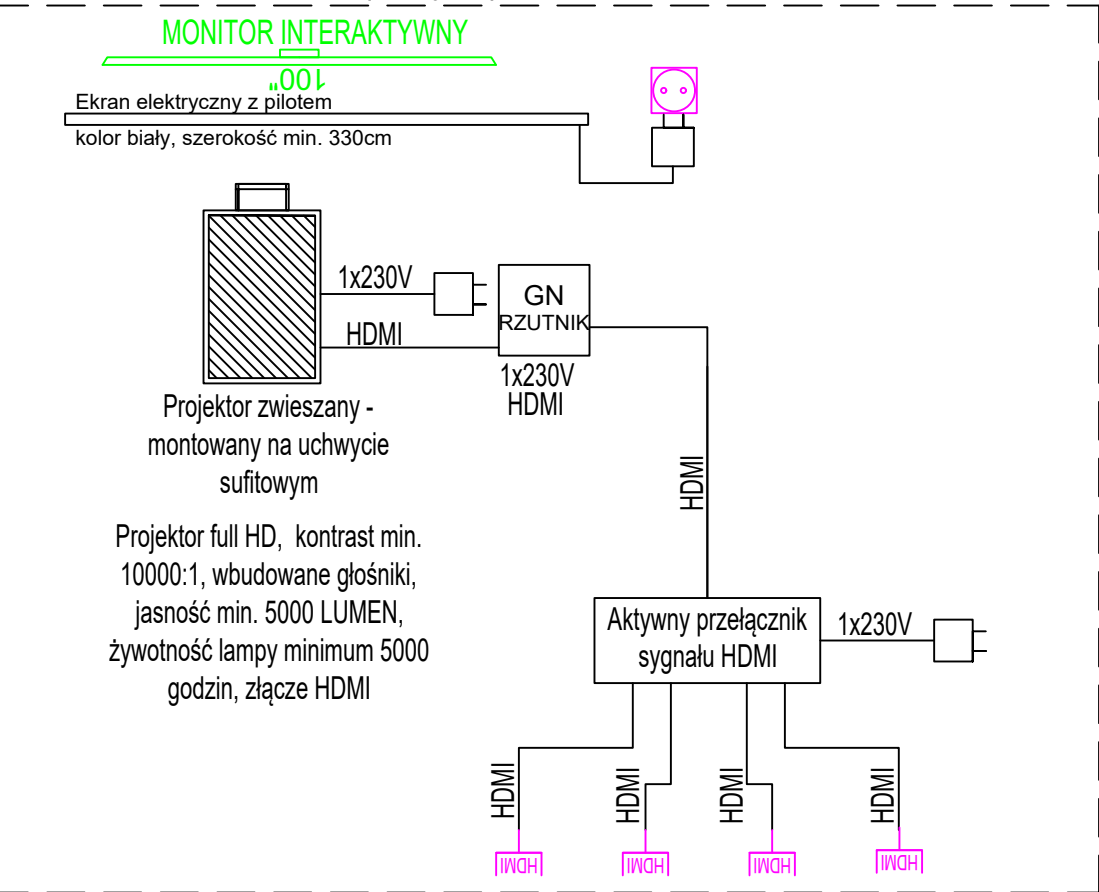 MONITOR INTERAKTYWNY
100"
Ekran elektryczny z pilotem
kolor biały, szerokość min. 330cm
1x230V
HDMI
GN
RZUTNIK
1x230V
HDMI
Projektor zwieszany -
montowany na uchwycie
sufitowym
HDMI
Projektor full HD, kontrast min.
10000:1, wbudowane głośniki,
jasność min. 5000 LUMEN,
żywotność lampy minimum 5000
godzin, złącze HDMI
Aktywny przełącznik
sygnału HDMI
1x230V
HDMI
HDMI
HDMI
HDMI
HDMI
HDMI
HDMI
HDMI